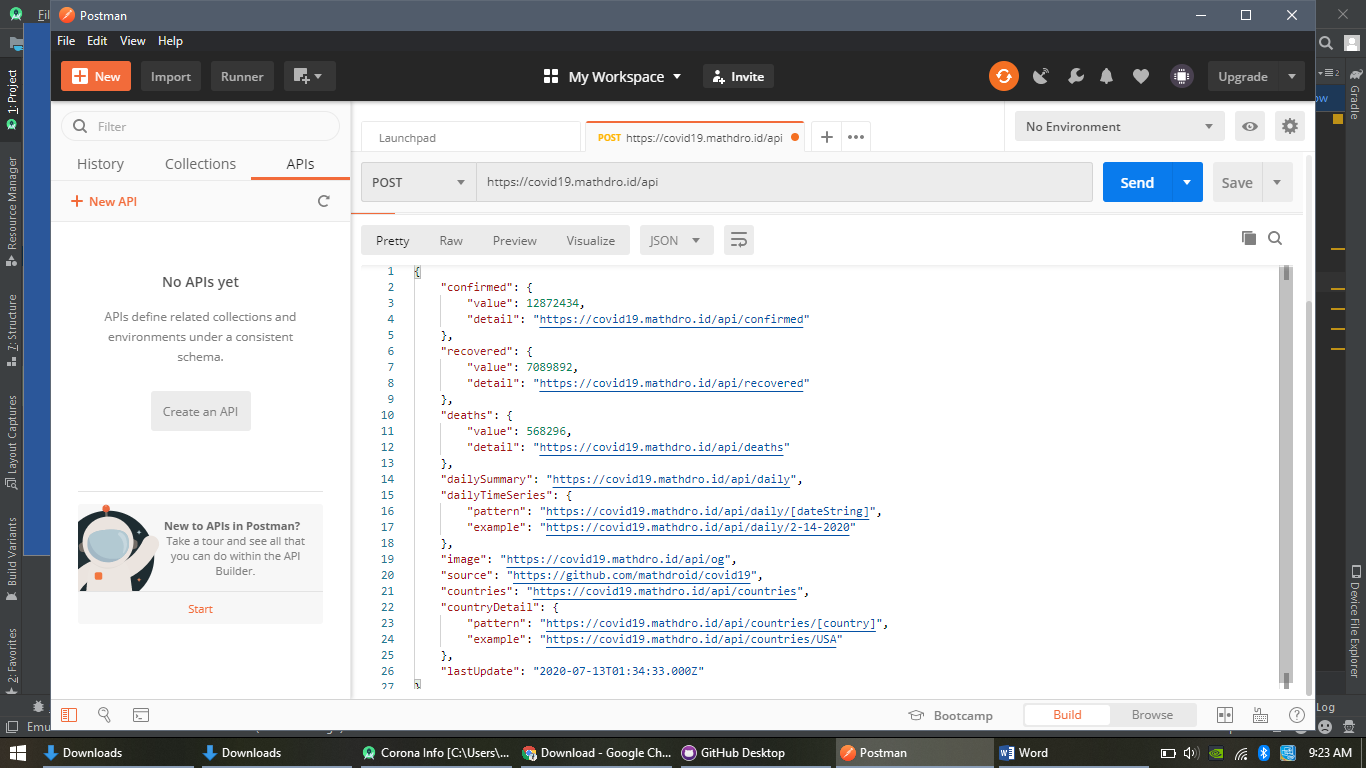 Fil
Postman
File Edit View Help
New Import Runner My Workspace Invite Upgrade
Filter
History Collections APIs
New API
No APIs yet
APIs define related collections and
environments under a consistent
schema.
Create an API
New to APIs in Postman?
Take a tour and see all that
you can do within the API
Builder.
Start
Launchpad POST https://covid19.mathdro.id/api No Environment
POST https://covid19.mathdro.id/api Send Save
Pretty Raw Preview Visualize JSON
1 {
2 "confirmed": {
3 "value": 12872434,
4 "detail": "https://covid19.mathdro.id/api/confirmed"
5 },
6 "recovered": {
7 "value": 7089892,
8 "detail": "https://covid19.mathdro.id/api/recovered"
9 },
10 "deaths": {
11 "value": 568296,
12 "detail": "https://covid19.mathdro.id/api/deaths"
13 },
14 "dailySummary": "https://covid19.mathdro.id/api/daily",
15 "dailyTimeSeries": {
16 "pattern": "https://covid19.mathdro.id/api/daily/[dateString]",
17 "example": "https://covid19.mathdro.id/api/daily/2-14-2020"
18 },
19 "image": "https://covid19.mathdro.id/api/og",
20 "source": "https://github.com/mathdroid/covid19",
21 "countries": "https://covid19.mathdro.id/api/countries",
22 "countryDetail": {
23 "pattern": "https://covid19.mathdro.id/api/countries/[country]",
24 "example": "https://covid19.mathdro.id/api/countries/USA"
25 },
26 "lastUpdate": "2020-07-13T01:34:33.000Z"
27 }
Bootcamp Build Browse
1: Project
Resource Manager
7: Structure
Layout Captures
Build Variants
2: Favorites
2
ow
Gradle
Device File Explorer
Log
Emu
Downloads Downloads Corona Info [C:\Users\... Download - Google Ch... GitHub Desktop Postman Word 9:23 AM